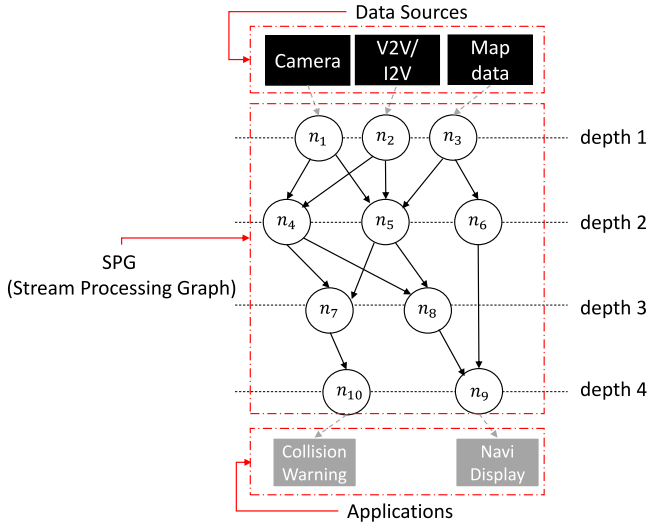 Data Sources
Camera
V2V/
I2V
Map
data
n₁
n₂
n₃
depth 1
n₄
n₅
n₆
depth 2
SPG
(Stream Processing Graph)
n₇
n₈
depth 3
n₁₀
n₉
depth 4
Collision
Warning
Navi
Display
Applications